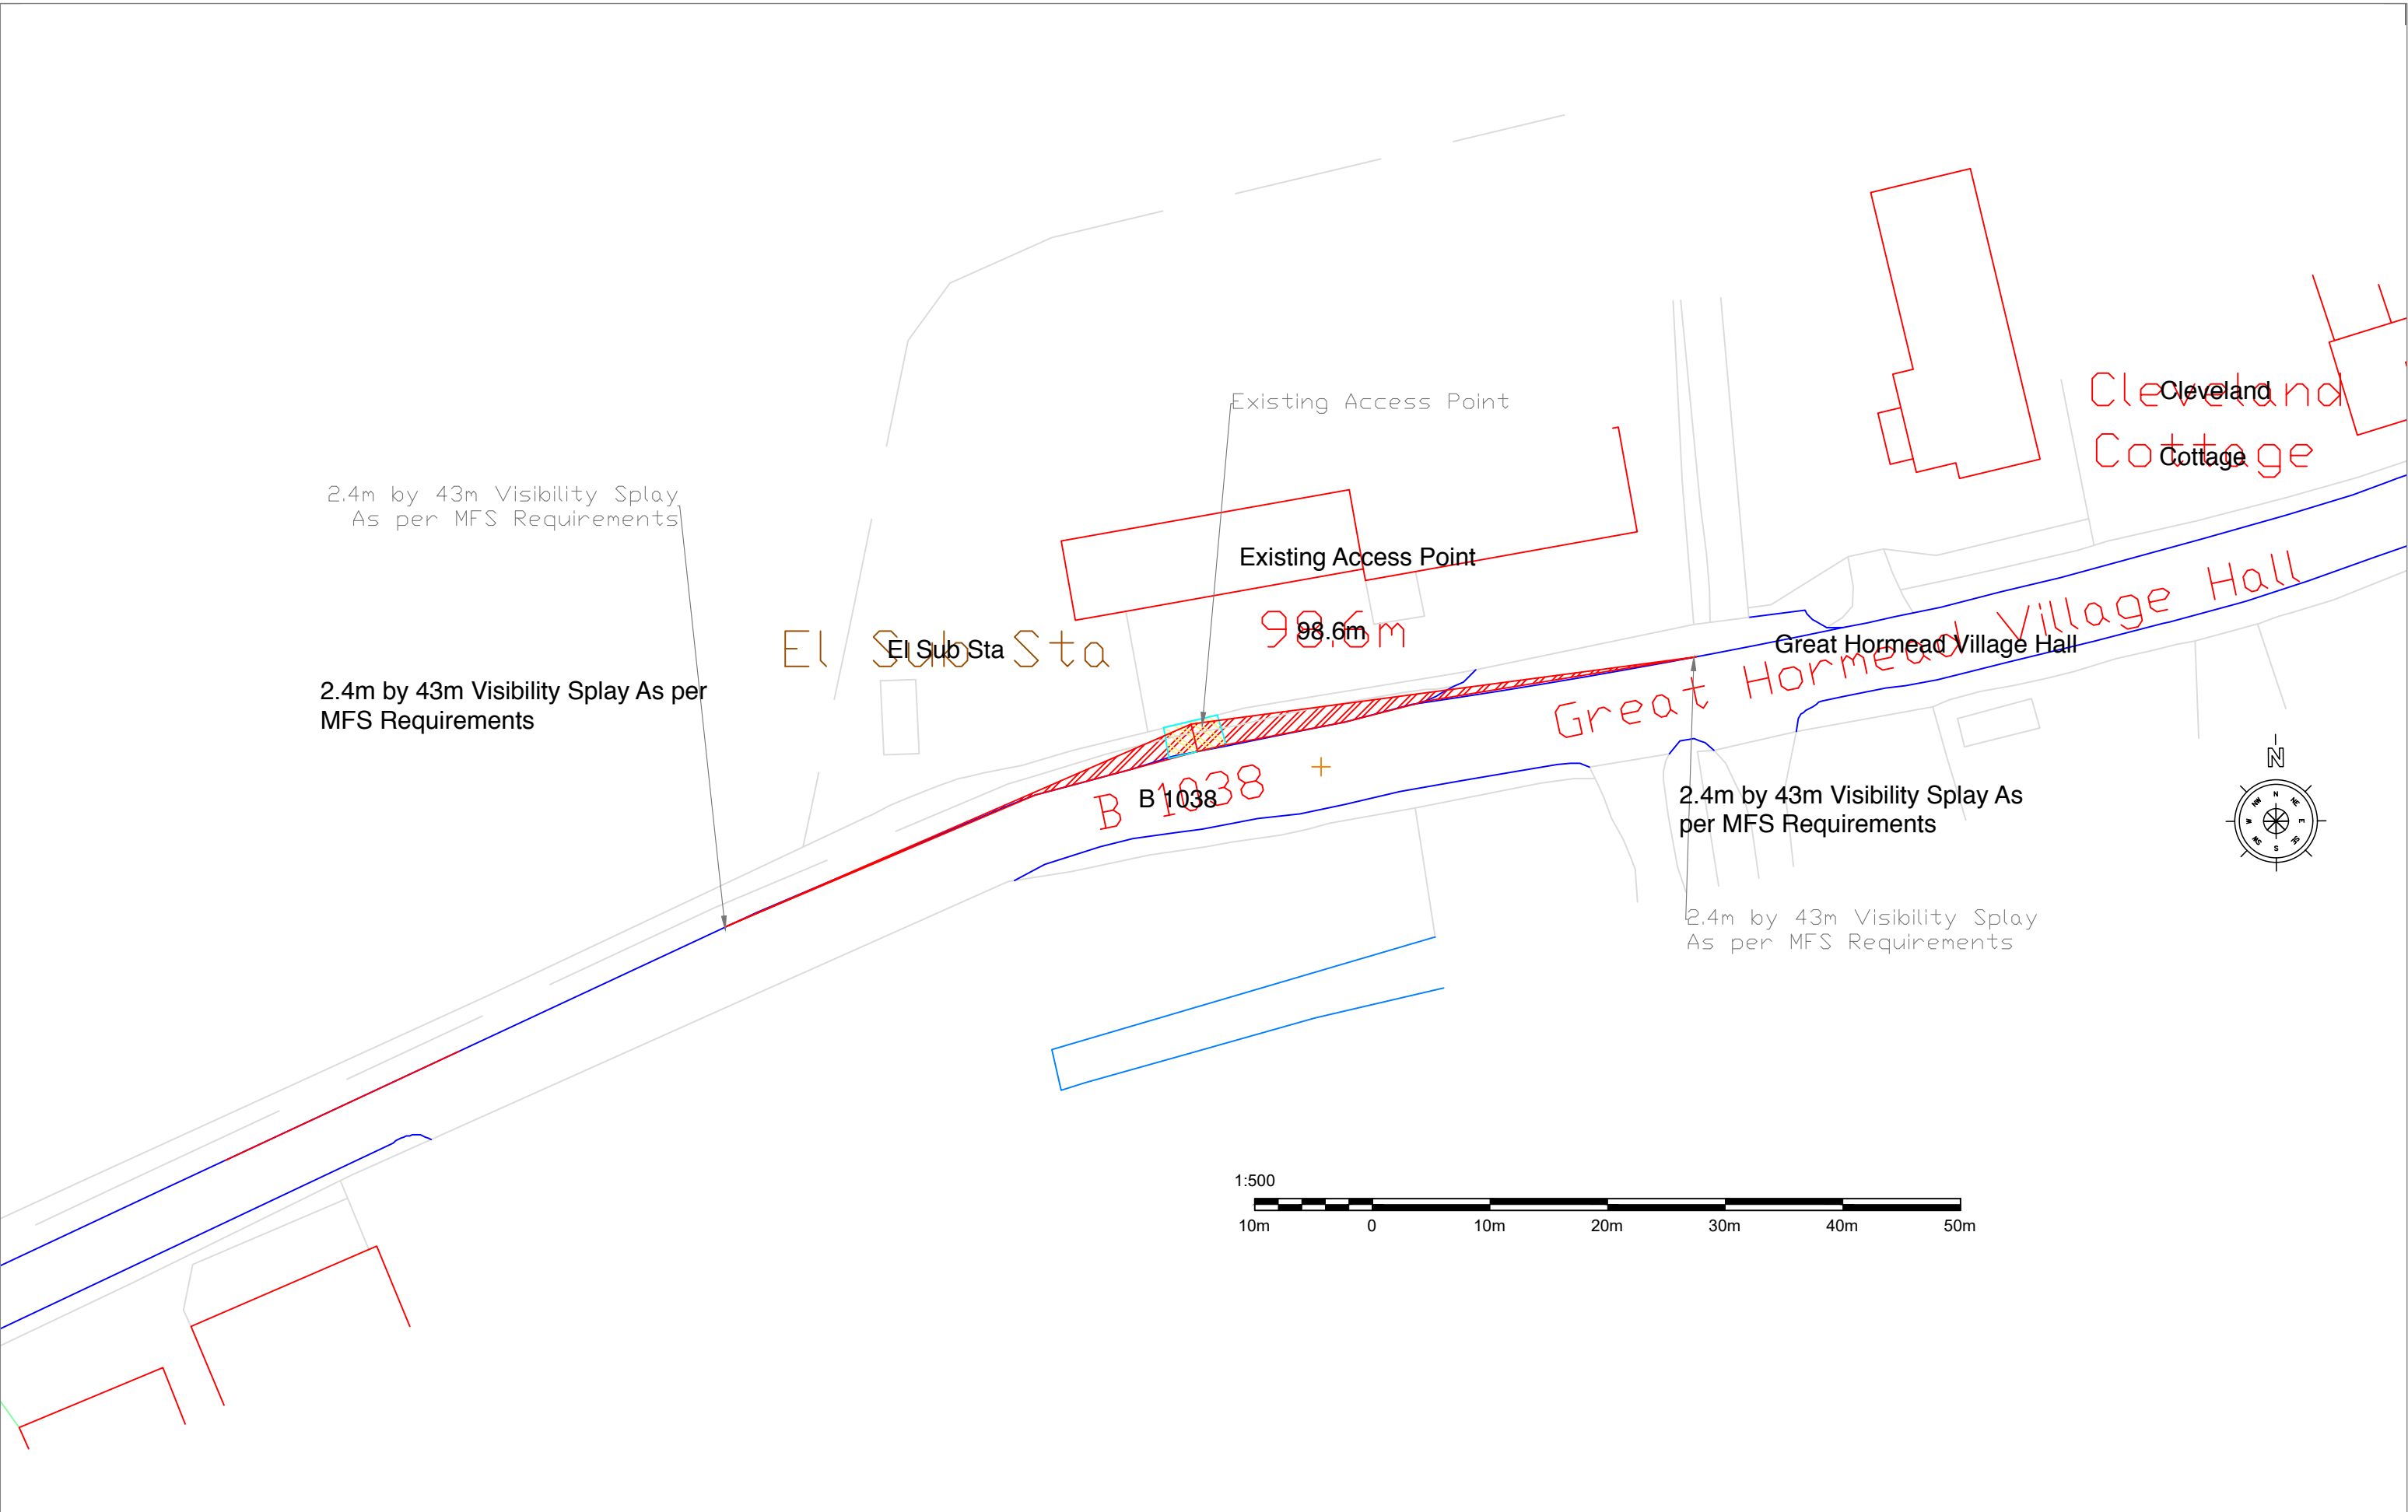 Existing Access Point
Cleveland
Cleveland
Cottage
Cottage
2.4m by 43m Visibility Splay
As per MFS Requirements
Existing Access Point
98.6m
98.6m
El Sub Sta
El Sub Sta
Great Hormead Village Hall
Great Hormead Village Hall
2.4m by 43m Visibility Splay As per
MFS Requirements
B 1038
B 1038
2.4m by 43m Visibility Splay As
per MFS Requirements
N
N
NE
E
SE
S
SW
W
NW
2.4m by 43m Visibility Splay
As per MFS Requirements
1:500
10m 0 10m 20m 30m 40m 50m